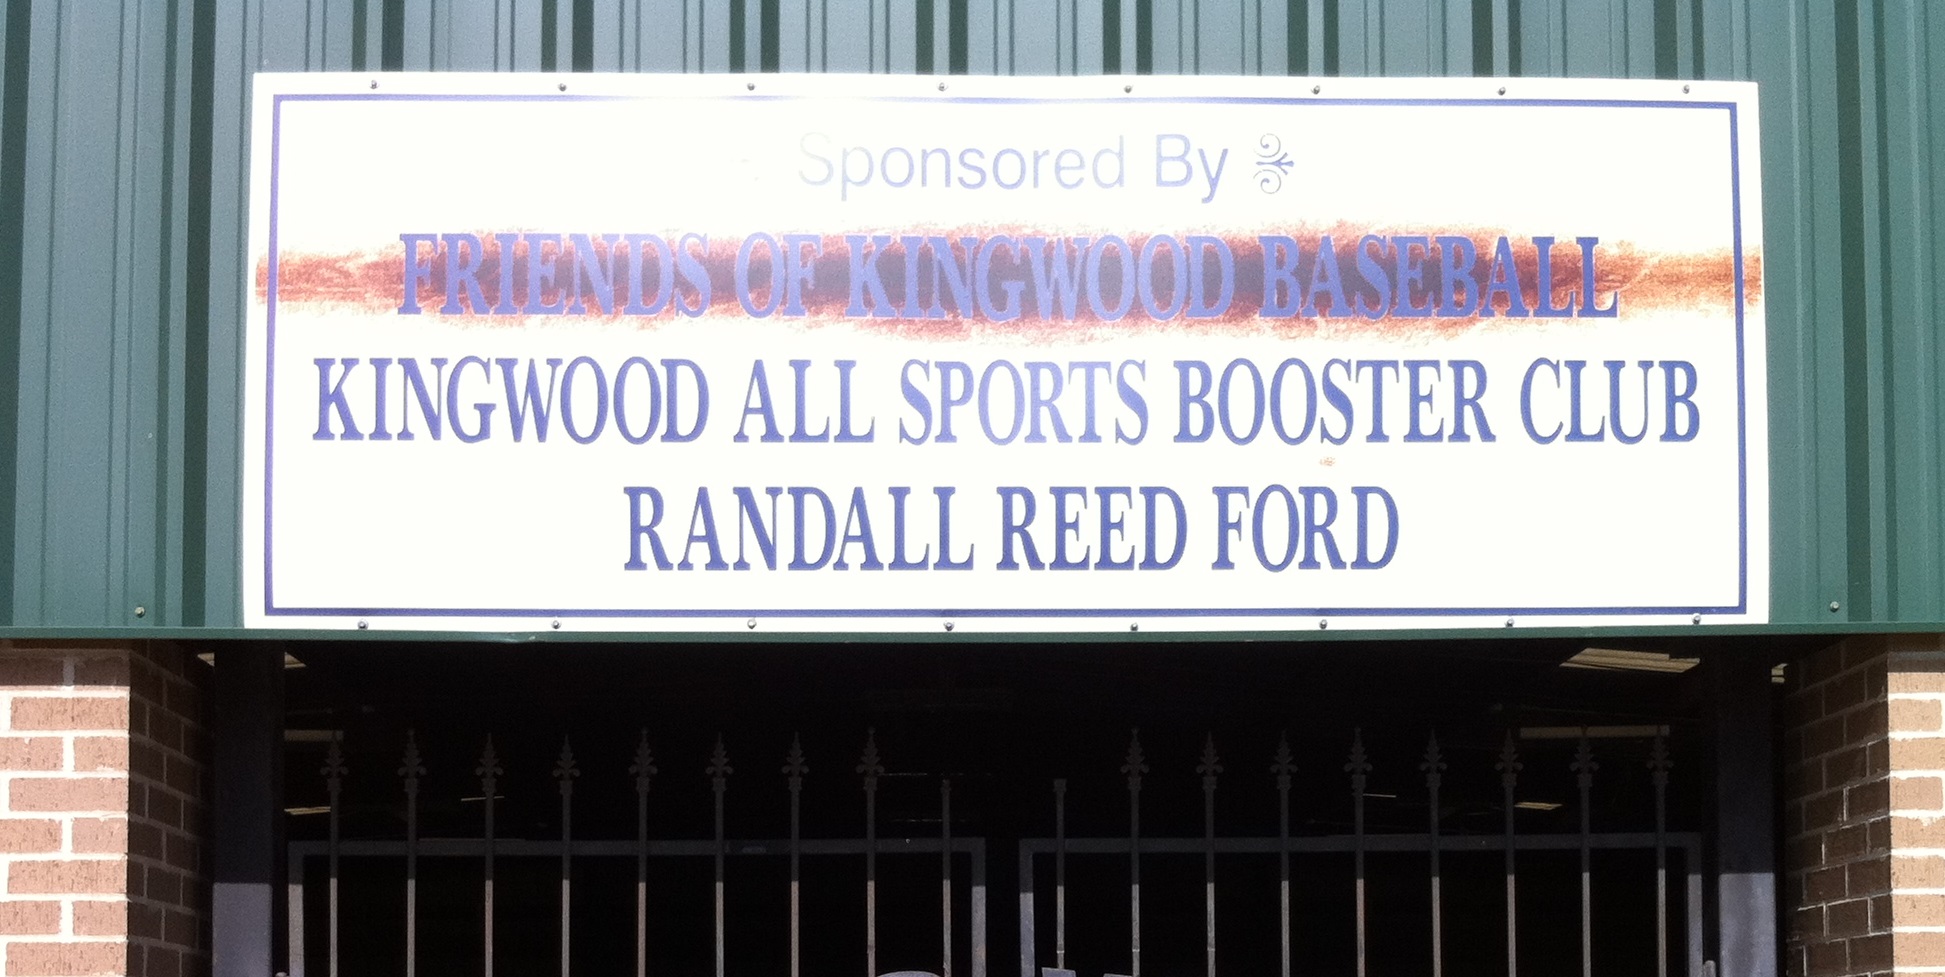 Sponsored By
FRIENDS OF KINGWOOD BASEBALL
KINGWOOD ALL SPORTS BOOSTER CLUB
RANDALL REED FORD